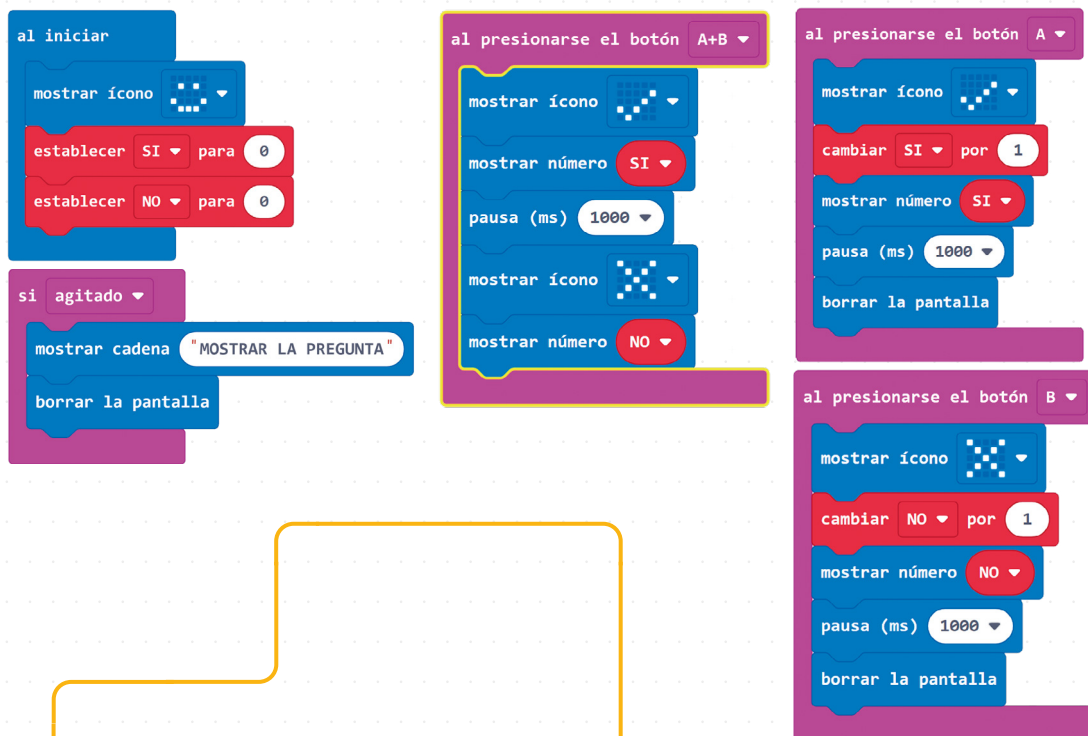 al iniciar
mostrar ícono
establecer SI para 0
establecer NO para 0
si agitado
mostrar cadena "MOSTRAR LA PREGUNTA"
borrar la pantalla
al presionarse el botón A+B
mostrar ícono
mostrar número SI
pausa (ms) 1000
mostrar ícono
mostrar número NO
al presionarse el botón A
mostrar ícono
cambiar SI por 1
mostrar número SI
pausa (ms) 1000
borrar la pantalla
al presionarse el botón B
mostrar ícono
cambiar NO por 1
mostrar número NO
pausa (ms) 1000
borrar la pantalla